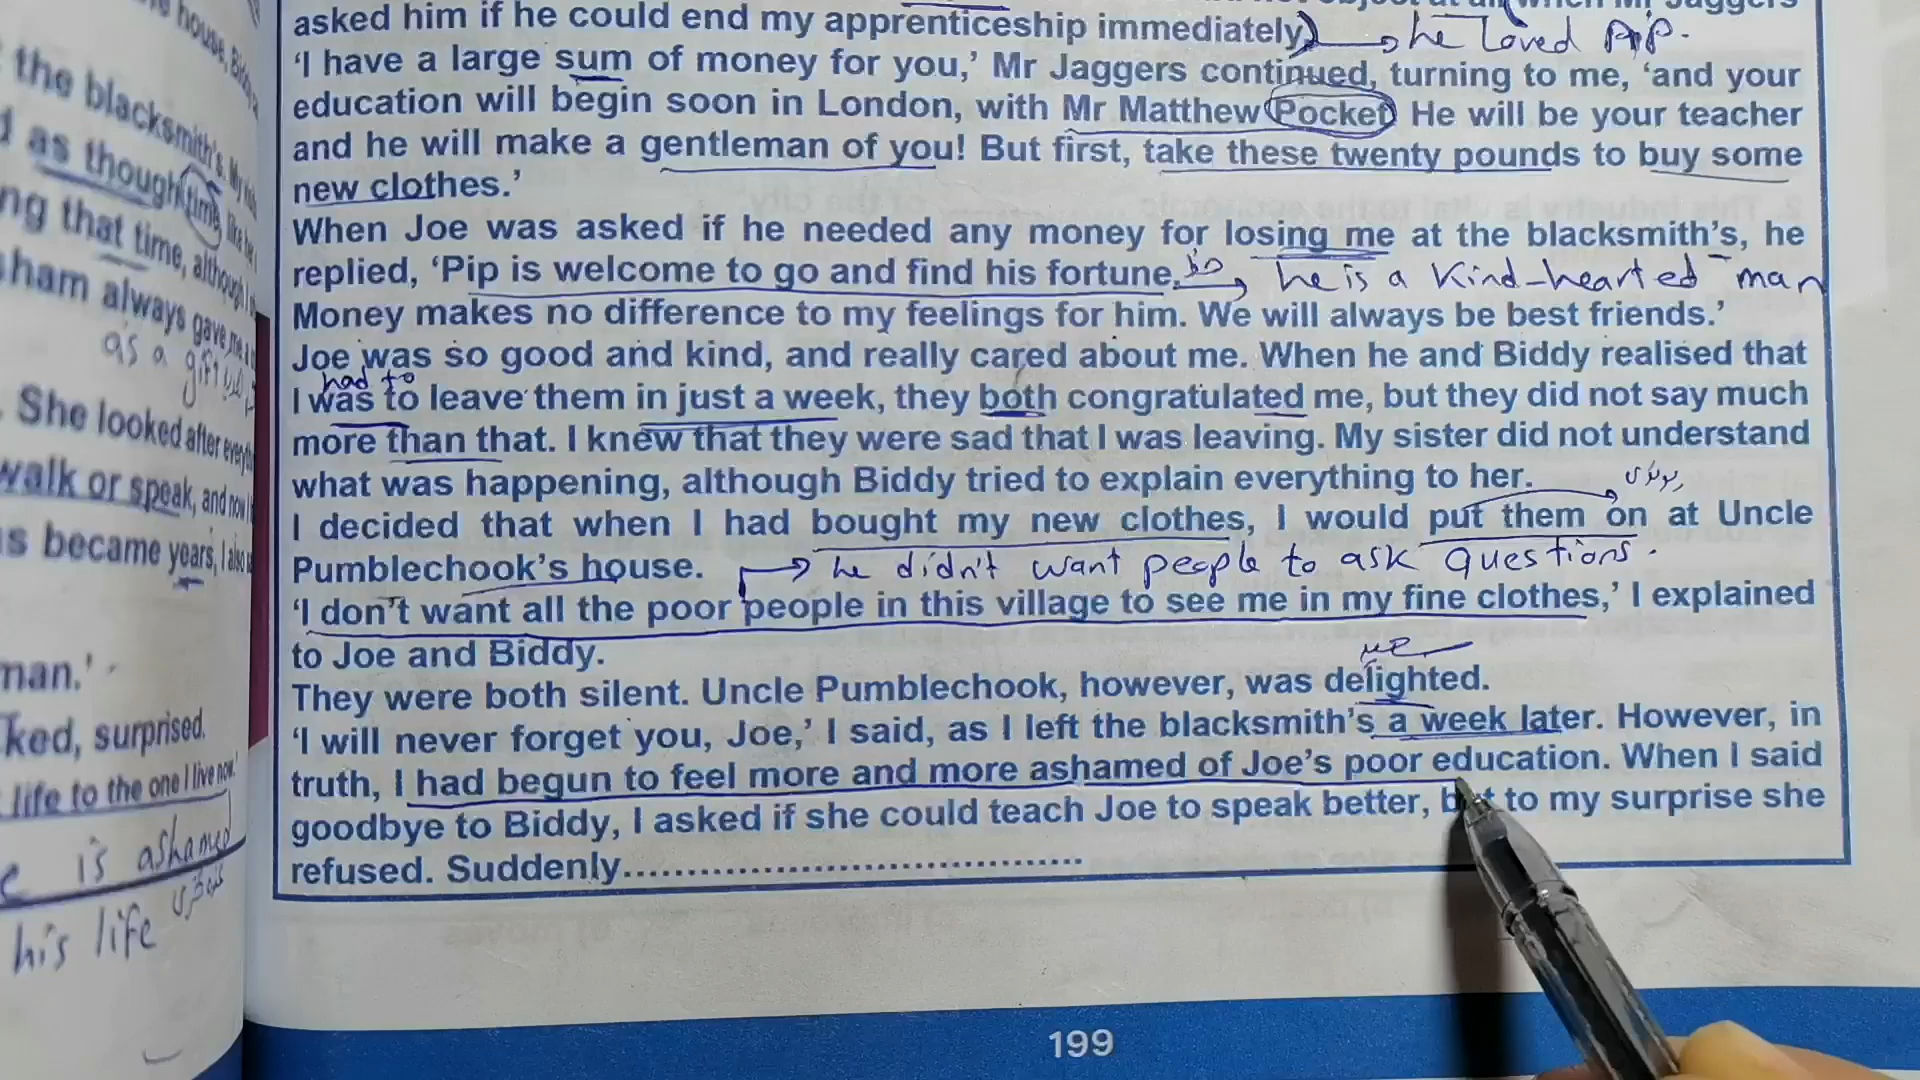 house, Biddy
the blacksmith's. My
as though time
ng that time, although I
sham always gave me a
as a gift
. She looked after everyth
walk or speak, and now I
s became years, I also
man.'
ked, surprised.
life to the one I live now.'
e is ashamed
his life
asked him if he could end my apprenticeship immediately, he loved Pip.
'I have a large sum of money for you,' Mr Jaggers continued, turning to me, 'and your
education will begin soon in London, with Mr Matthew Pocket. He will be your teacher
and he will make a gentleman of you! But first, take these twenty pounds to buy some
new clothes.'
When Joe was asked if he needed any money for losing me at the blacksmith's, he
replied, 'Pip is welcome to go and find his fortune. he is a kind-hearted man
Money makes no difference to my feelings for him. We will always be best friends.'
Joe was so good and kind, and really cared about me. When he and Biddy realised that
had to
I was to leave them in just a week, they both congratulated me, but they did not say much
more than that. I knew that they were sad that I was leaving. My sister did not understand
what was happening, although Biddy tried to explain everything to her.
I decided that when I had bought my new clothes, I would put them on at Uncle
Pumblechook's house. he didn't want people to ask questions.
'I don't want all the poor people in this village to see me in my fine clothes,' I explained
to Joe and Biddy.
They were both silent. Uncle Pumblechook, however, was delighted.
'I will never forget you, Joe,' I said, as I left the blacksmith's a week later. However, in
truth, I had begun to feel more and more ashamed of Joe's poor education. When I said
goodbye to Biddy, I asked if she could teach Joe to speak better, but to my surprise she
refused. Suddenly........................................
199